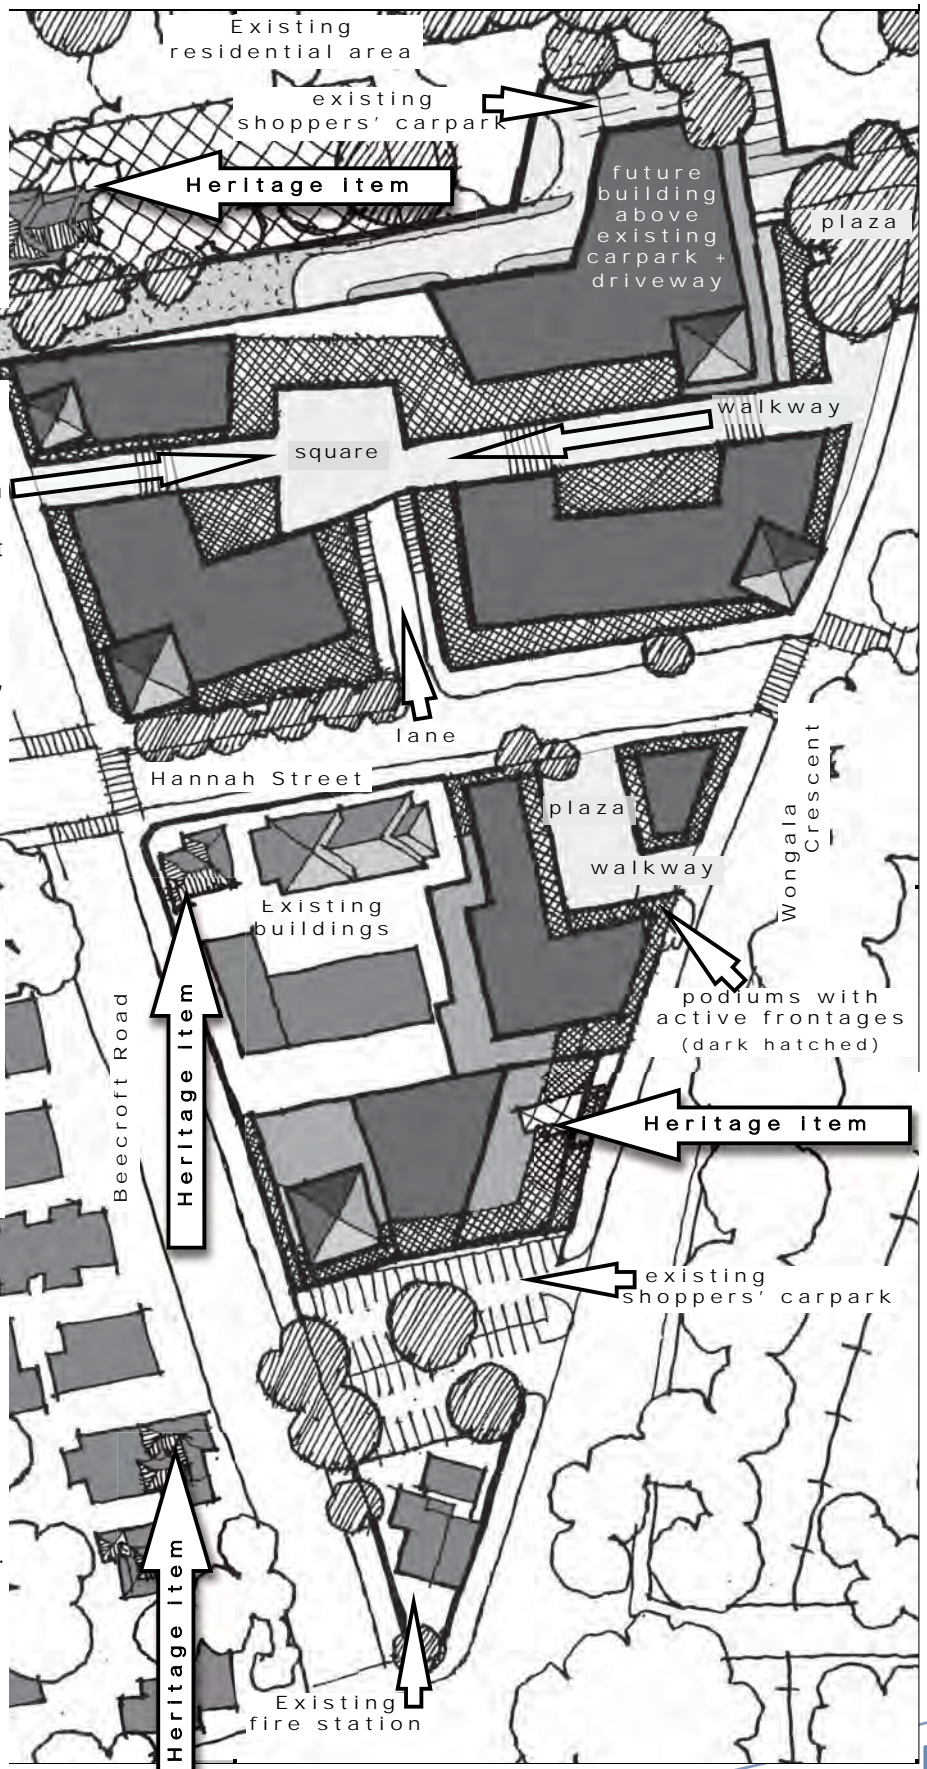 Existing
residential area
existing
shoppers' carpark
Heritage item
future
building
above
existing
carpark +
driveway
plaza
walkway
square
lane
Hannah Street
plaza
walkway
Wongala
Crescent
Existing
buildings
podiums with
active frontages
(dark hatched)
Beecroft Road
Heritage item
Heritage item
existing
shoppers' carpark
Heritage item
Existing
fire station